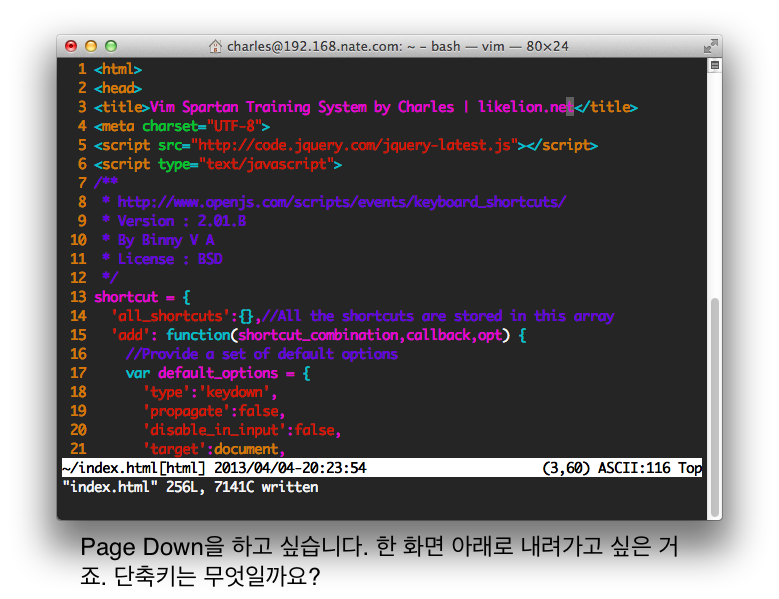 charles@192.168.nate.com: ~ – bash — vim — 80×24
1 <html>
2 <head>
3 <title>Vim Spartan Training System by Charles | likelion.net</title>
4 <meta charset="UTF-8">
5 <script src="http://code.jquery.com/jquery-latest.js"></script>
6 <script type="text/javascript">
7 /**
8  * http://www.openjs.com/scripts/events/keyboard_shortcuts/
9  * Version : 2.01.B
10  * By Binny V A
11  * License : BSD
12  */
13 shortcut = {
14   'all_shortcuts':{},//All the shortcuts are stored in this array
15   'add': function(shortcut_combination,callback,opt) {
16     //Provide a set of default options
17     var default_options = {
18       'type':'keydown',
19       'propagate':false,
20       'disable_in_input':false,
21       'target':document,
~/index.html[html] 2013/04/04-20:23:54 (3,60) ASCII:116 Top
"index.html" 256L, 7141C written
Page Down을 하고 싶습니다. 한 화면 아래로 내려가고 싶은 거
죠. 단축키는 무엇일까요?